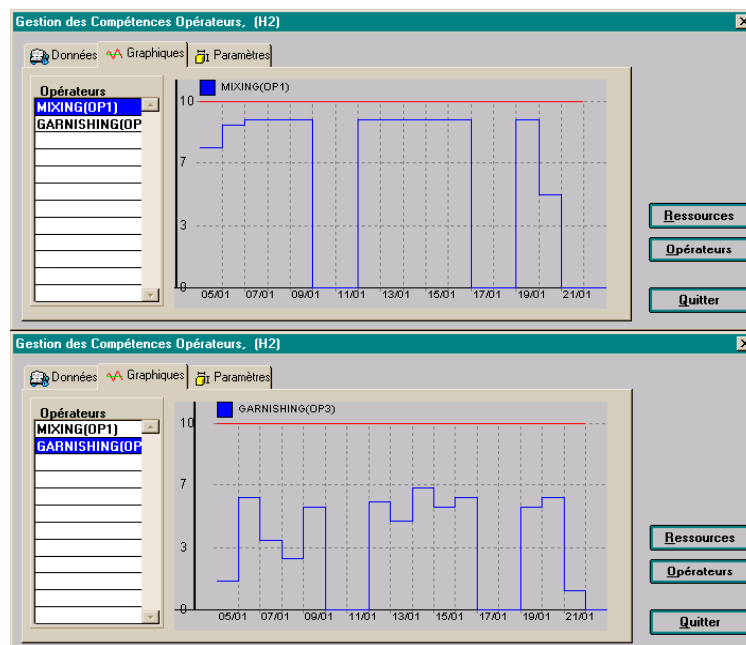 Gestion des Compétences Opérateurs, (H2)
Données Graphiques Paramètres
Opérateurs
MIXING(OP1)
GARNISHING(OP
MIXING(OP1)
10
7
3
0
05/01 07/01 09/01 11/01 13/01 15/01 17/01 19/01 21/01
Ressources
Opérateurs
Quitter
Gestion des Compétences Opérateurs, (H2)
Données Graphiques Paramètres
Opérateurs
MIXING(OP1)
GARNISHING(OP
GARNISHING(OP3)
10
7
3
0
05/01 07/01 09/01 11/01 13/01 15/01 17/01 19/01 21/01
Ressources
Opérateurs
Quitter